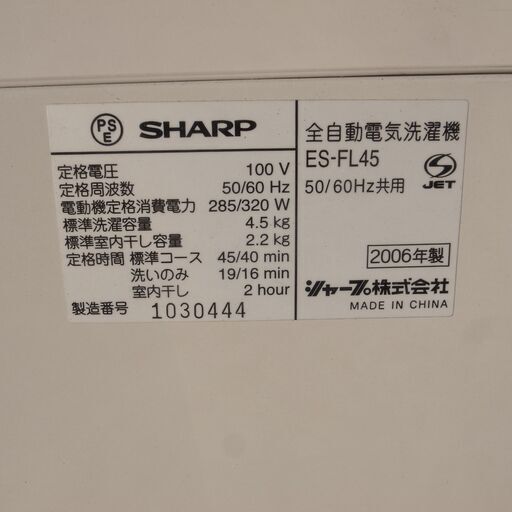 PS
E
SHARP
定格電圧 100 V
定格周波数 50/60 Hz
電動機定格消費電力 285/320 W
標準洗濯容量 4.5 kg
標準室内干し容量 2.2 kg
定格時間 標準コース 45/40 min
洗いのみ 19/16 min
室内干し 2 hour
製造番号 1030444
全自動電気洗濯機
ES-FL45
50/60Hz共用
JET
2006年製
シャープ株式会社
MADE IN CHINA